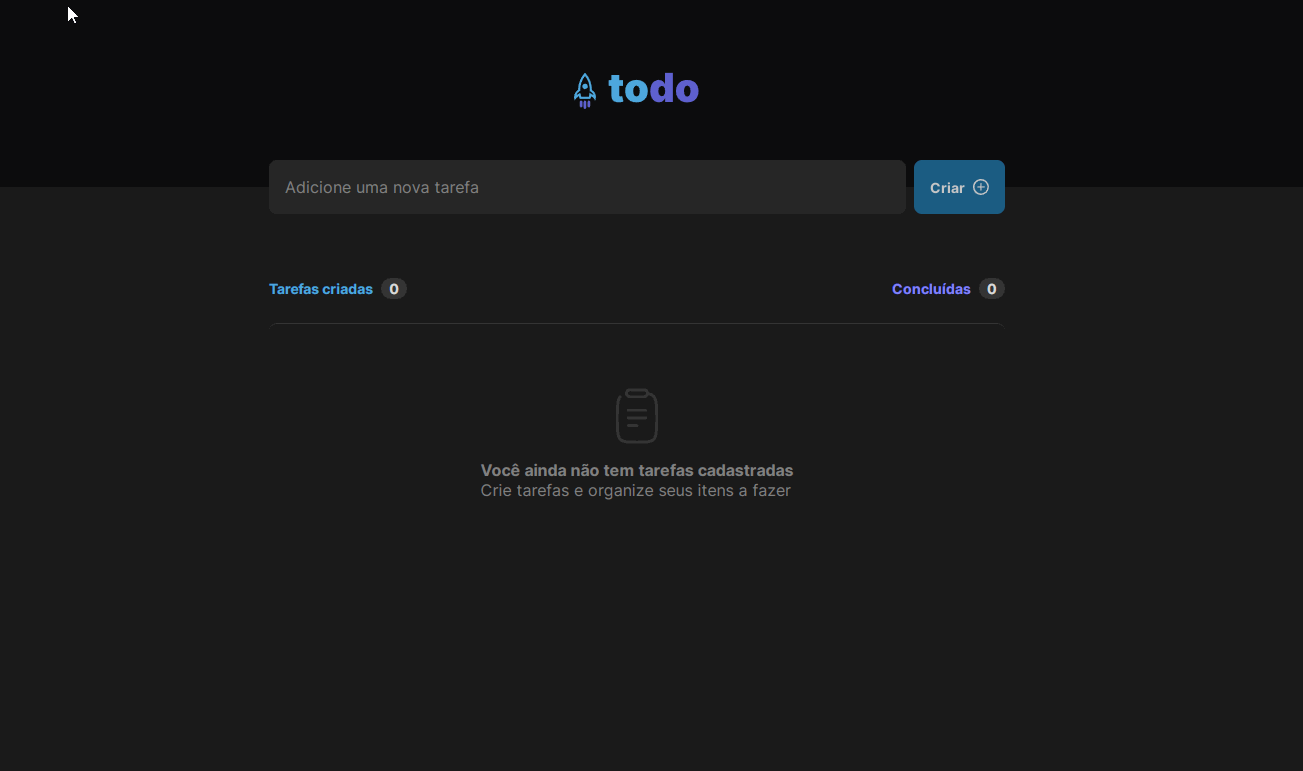 todo
Adicione uma nova tarefa
Criar
Tarefas criadas 0
Concluídas 0
Você ainda não tem tarefas cadastradas
Crie tarefas e organize seus itens a fazer